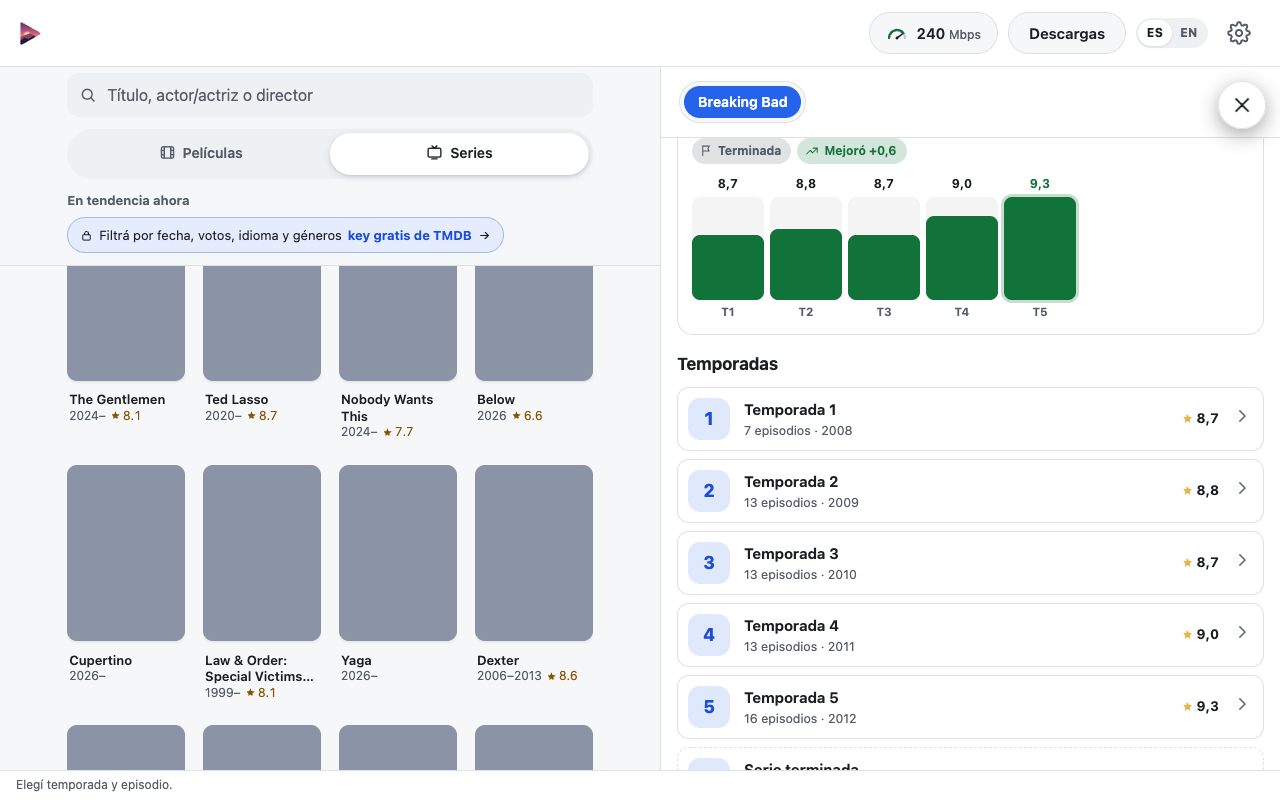 240 Mbps
Descargas
ES EN
Título, actor/actriz o director
Películas
Series
En tendencia ahora
Filtrá por fecha, votos, idioma y géneros key gratis de TMDB →
The Gentlemen
2024– ★ 8.1
Ted Lasso
2020– ★ 8.7
Nobody Wants
This
2024– ★ 7.7
Below
2026 ★ 6.6
Cupertino
2026–
Law & Order:
Special Victims...
1999– ★ 8.1
Yaga
2026–
Dexter
2006–2013 ★ 8.6
Breaking Bad
Terminada
Mejoró +0,6
8,7 8,8 8,7 9,0 9,3
T1 T2 T3 T4 T5
Temporadas
1
Temporada 1
7 episodios · 2008
★ 8,7
2
Temporada 2
13 episodios · 2009
★ 8,8
3
Temporada 3
13 episodios · 2010
★ 8,7
4
Temporada 4
13 episodios · 2011
★ 9,0
5
Temporada 5
16 episodios · 2012
★ 9,3
Serie terminada
Elegí temporada y episodio.